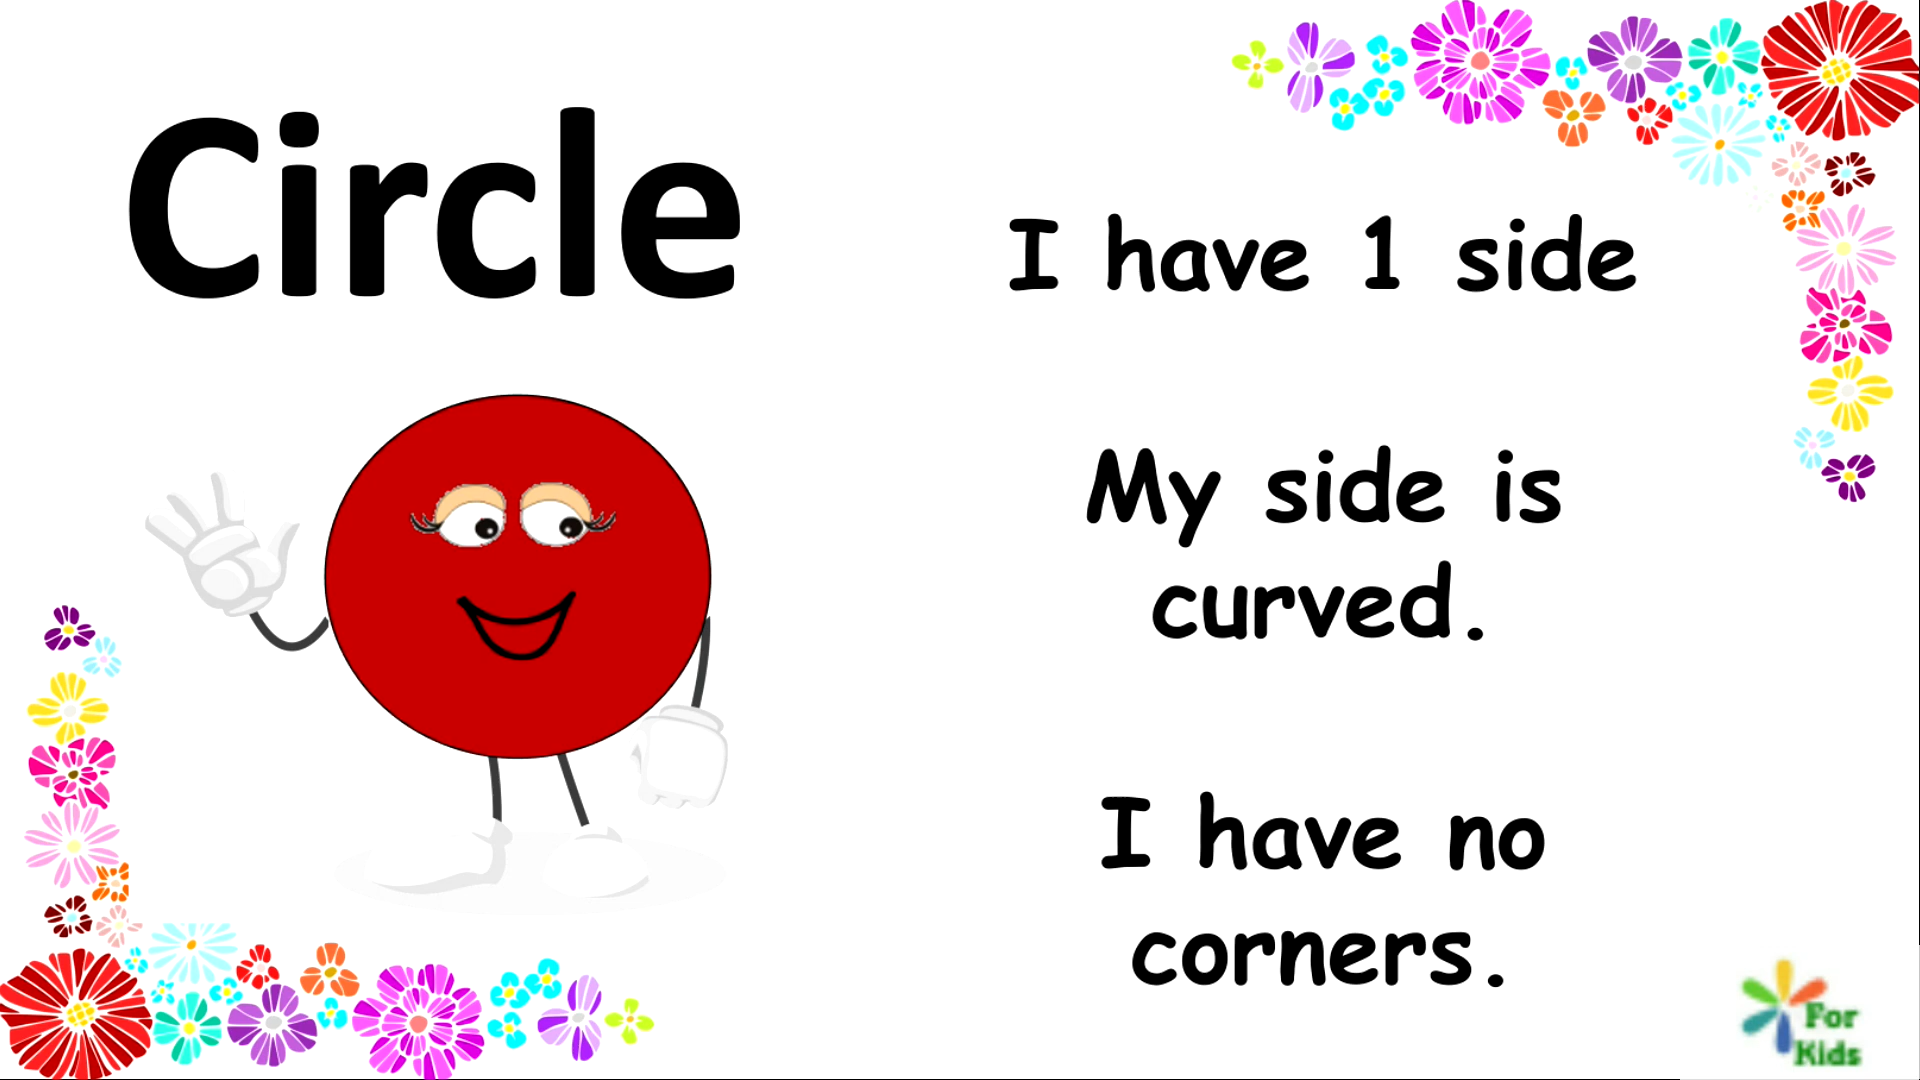 Circle
I have 1 side
My side is
curved.
I have no
corners.
For
Kids